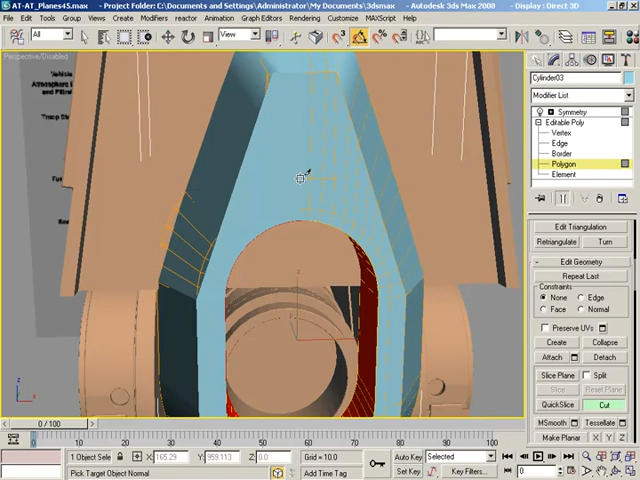 AT-AT_Planes45.max - Project Folder: C:\Documents and Settings\Administrator\My Documents\3dsmax - Autodesk 3ds Max 2008 - Display : Direct 3D
File Edit Tools Group Views Create Modifiers reactor Animation Graph Editors Rendering Customize MAXScript Help
All
View
Perspective/Disabled
Vehicle
Cylinder03
Modifier List
Symmetry
Editable Poly
Vertex
Edge
Border
Polygon
Element
Edit Triangulation
Retriangulate Turn
Edit Geometry
Repeat Last
Constraints
None Edge
Face Normal
Preserve UVs
Create Collapse
Attach Detach
Slice Plane Split
Slice Reset Plane
QuickSlice Cut
MSmooth Tessellate
Make Planar X Y Z
0 / 100
0 10 20 30 40 50 60 70 80 90 100
1 Object Sele X: 165.29 Y: 959.113 Z: 0.0 Grid = 10.0 Auto Key Selected
Pick Target Object Normal Add Time Tag Set Key Key Filters... 0